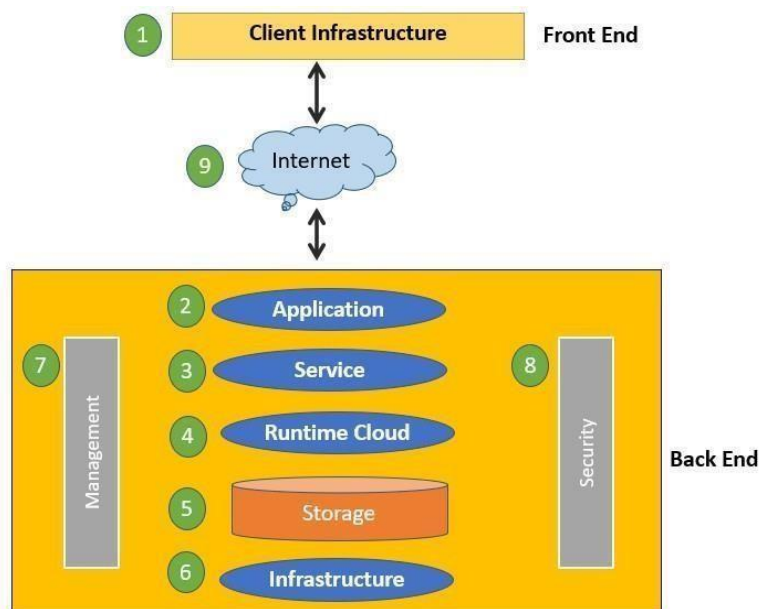 1 Client Infrastructure Front End
9 Internet
2 Application
7 3 Service 8
4 Runtime Cloud
Management
Security
Back End
5 Storage
6 Infrastructure